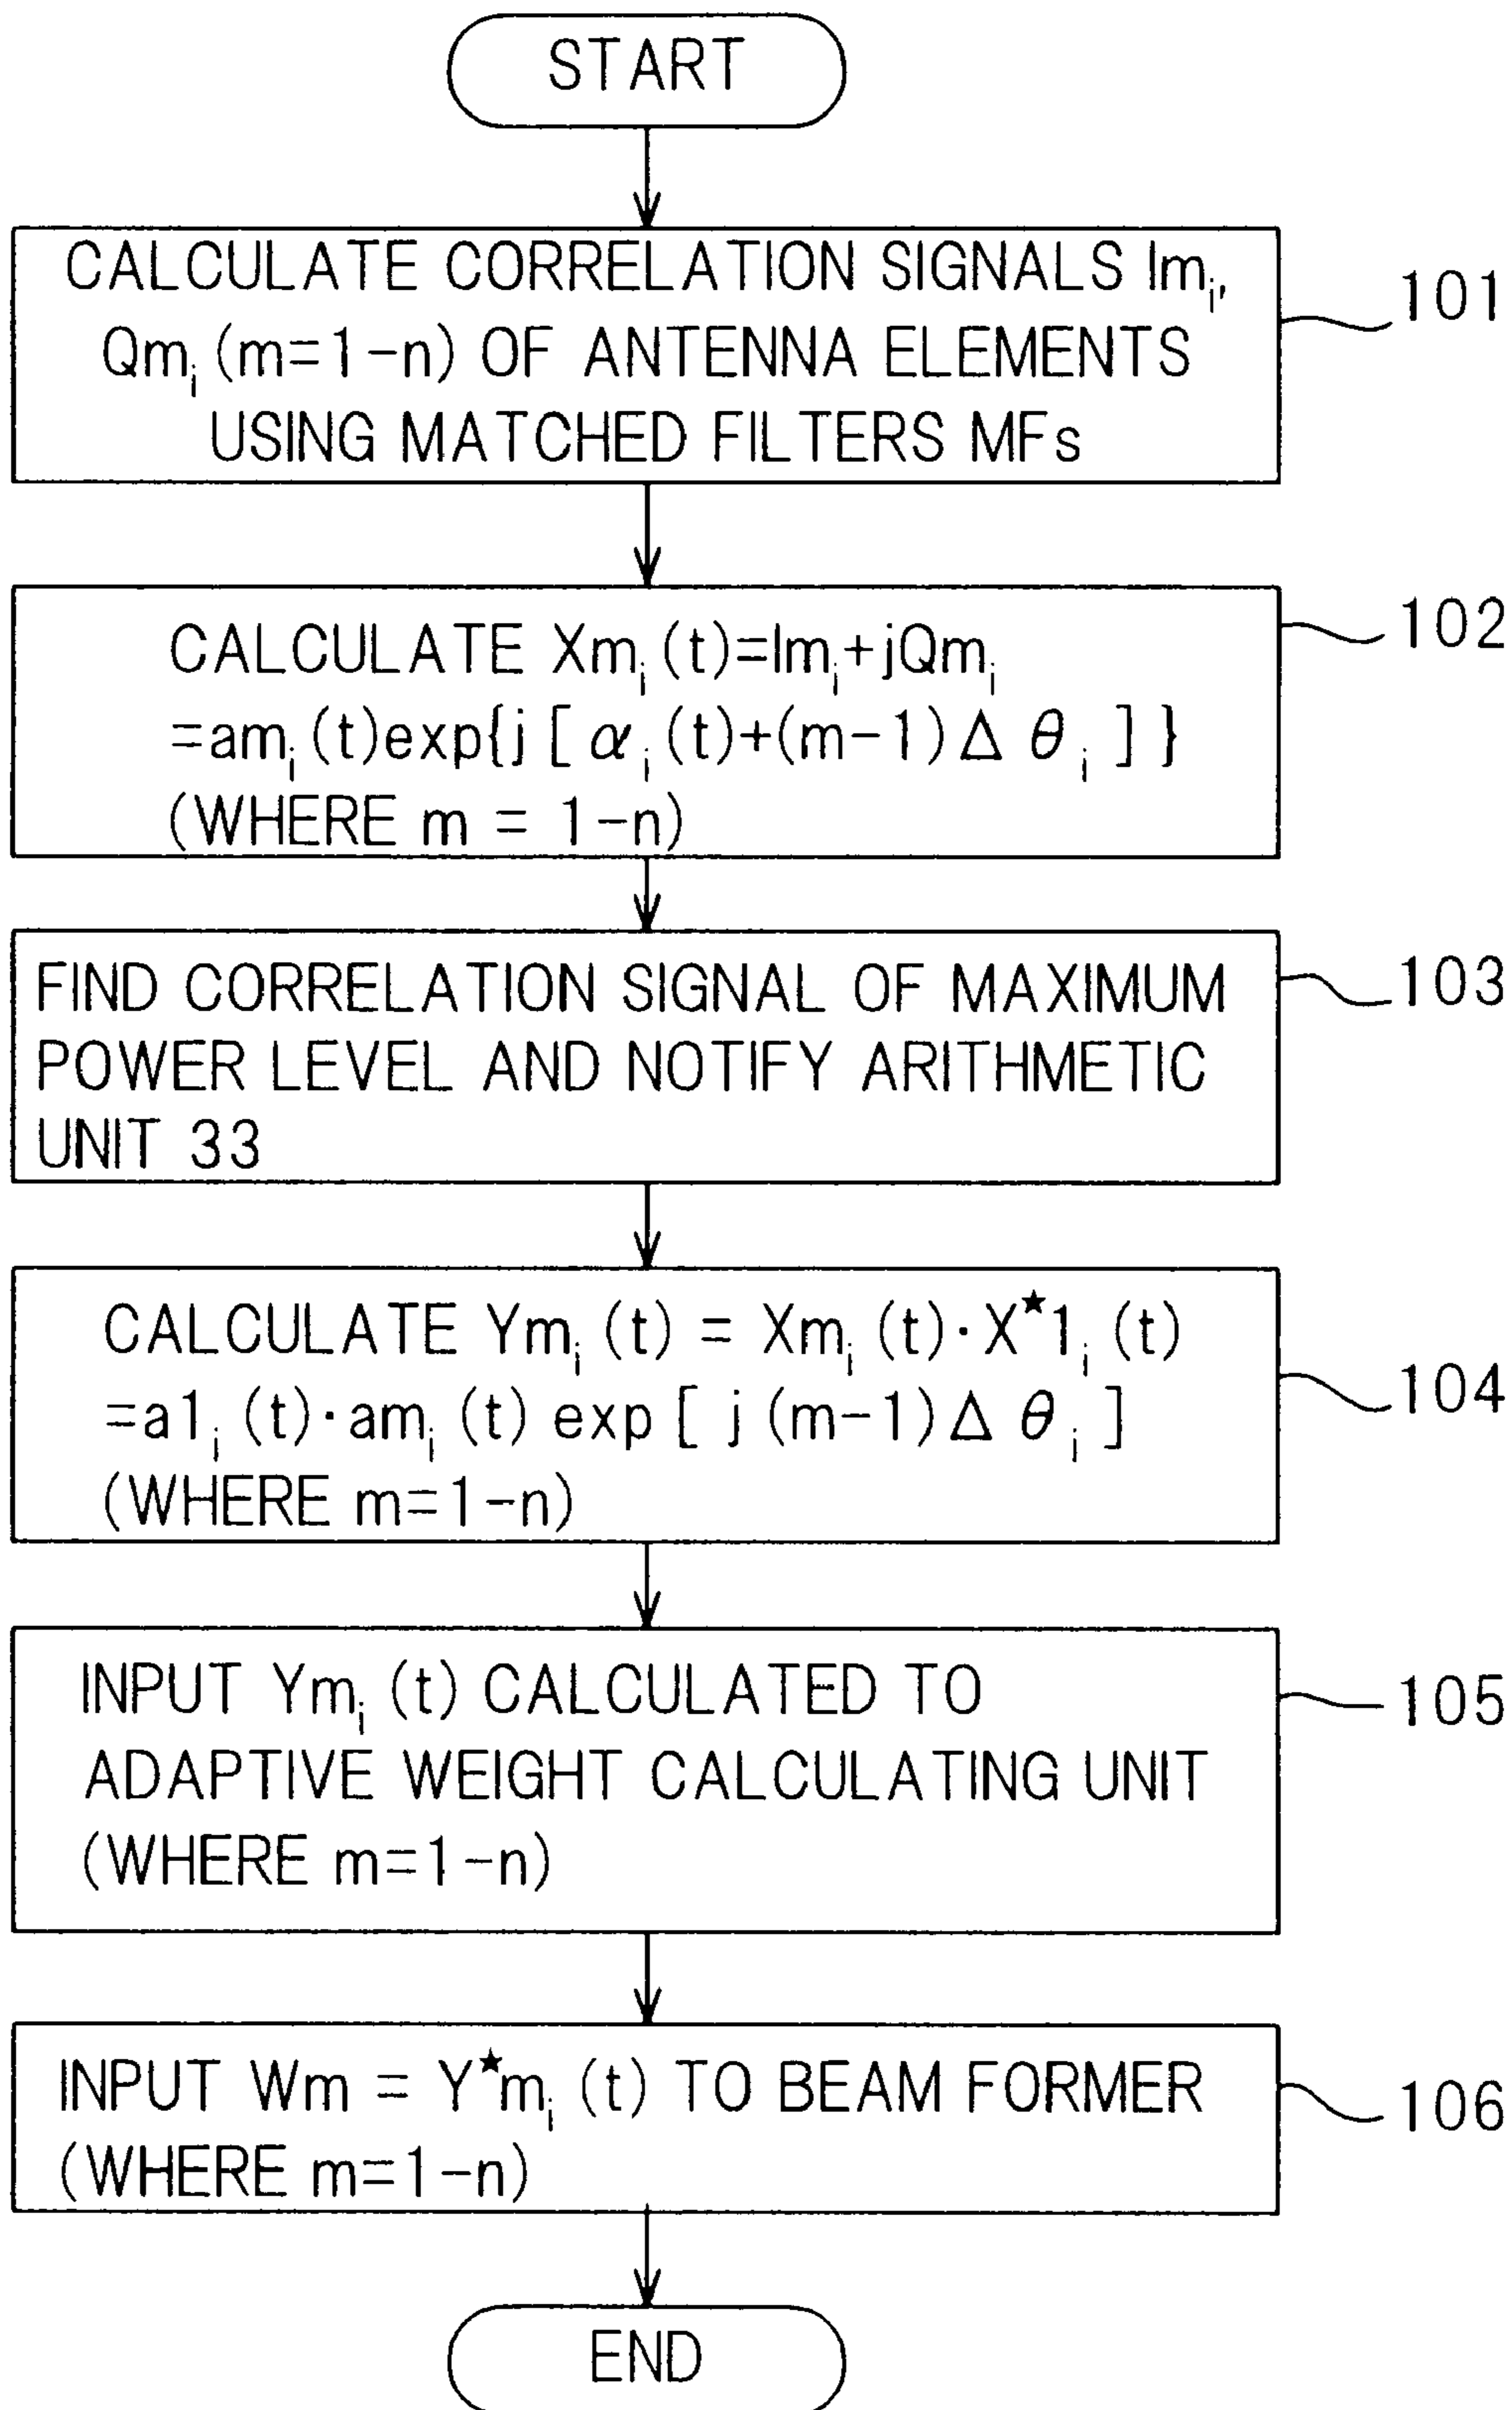 START
CALCULATE CORRELATION SIGNALS Imᵢ,
Qmᵢ (m=1-n) OF ANTENNA ELEMENTS
USING MATCHED FILTERS MFs
101
CALCULATE Xmᵢ (t)=Imᵢ+jQmᵢ
=amᵢ (t)exp{j [ αᵢ (t)+(m-1)Δ θᵢ ] }
(WHERE m = 1-n)
102
FIND CORRELATION SIGNAL OF MAXIMUM
POWER LEVEL AND NOTIFY ARITHMETIC
UNIT 33
103
CALCULATE Ymᵢ (t) = Xmᵢ (t)·X★1ᵢ (t)
=a1ᵢ (t)·amᵢ (t) exp [ j (m-1)Δ θᵢ ]
(WHERE m=1-n)
104
INPUT Ymᵢ (t) CALCULATED TO
ADAPTIVE WEIGHT CALCULATING UNIT
(WHERE m=1-n)
105
INPUT Wm = Y★mᵢ (t) TO BEAM FORMER
(WHERE m=1-n)
106
END